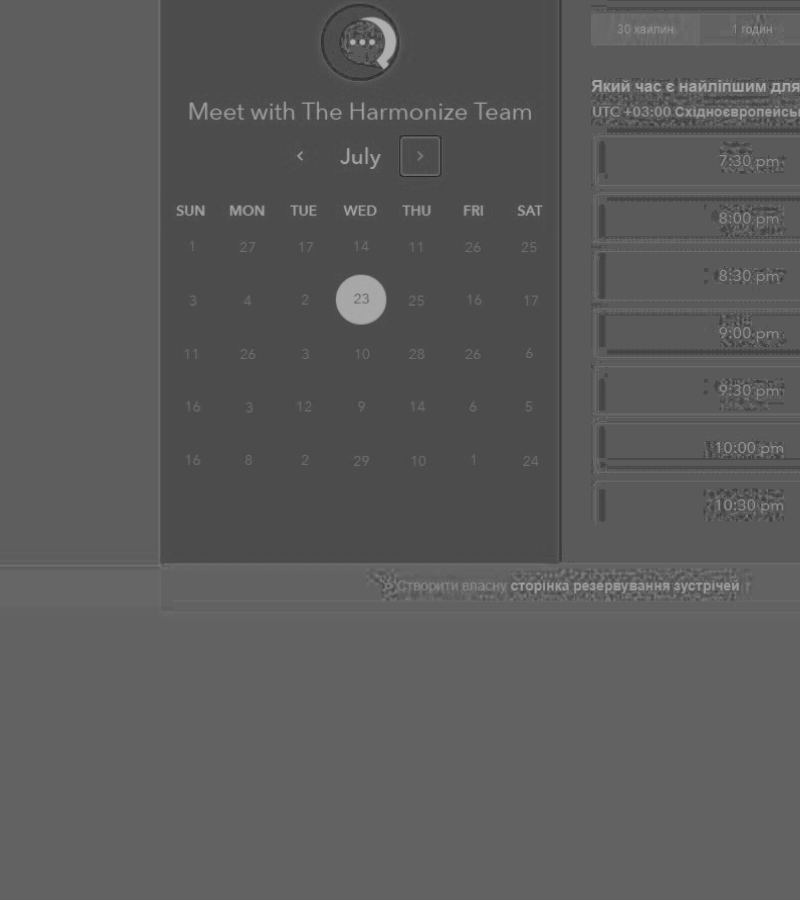 Meet with The Harmonize Team
July
SUN MON TUE WED THU FRI SAT
1 27 17 14 11 26 25
3 4 2 23 25 16 17
11 26 3 10 28 26 6
16 3 12 9 14 6 5
16 8 2 29 10 1 24
30 хвилин 1 годин
Який час є найліпшим для
UTC +03:00 Східноєвропейсь
7:30 pm
8:00 pm
8:30 pm
9:00 pm
9:30 pm
10:00 pm
10:30 pm
Створити власну сторінка резервування зустрічей